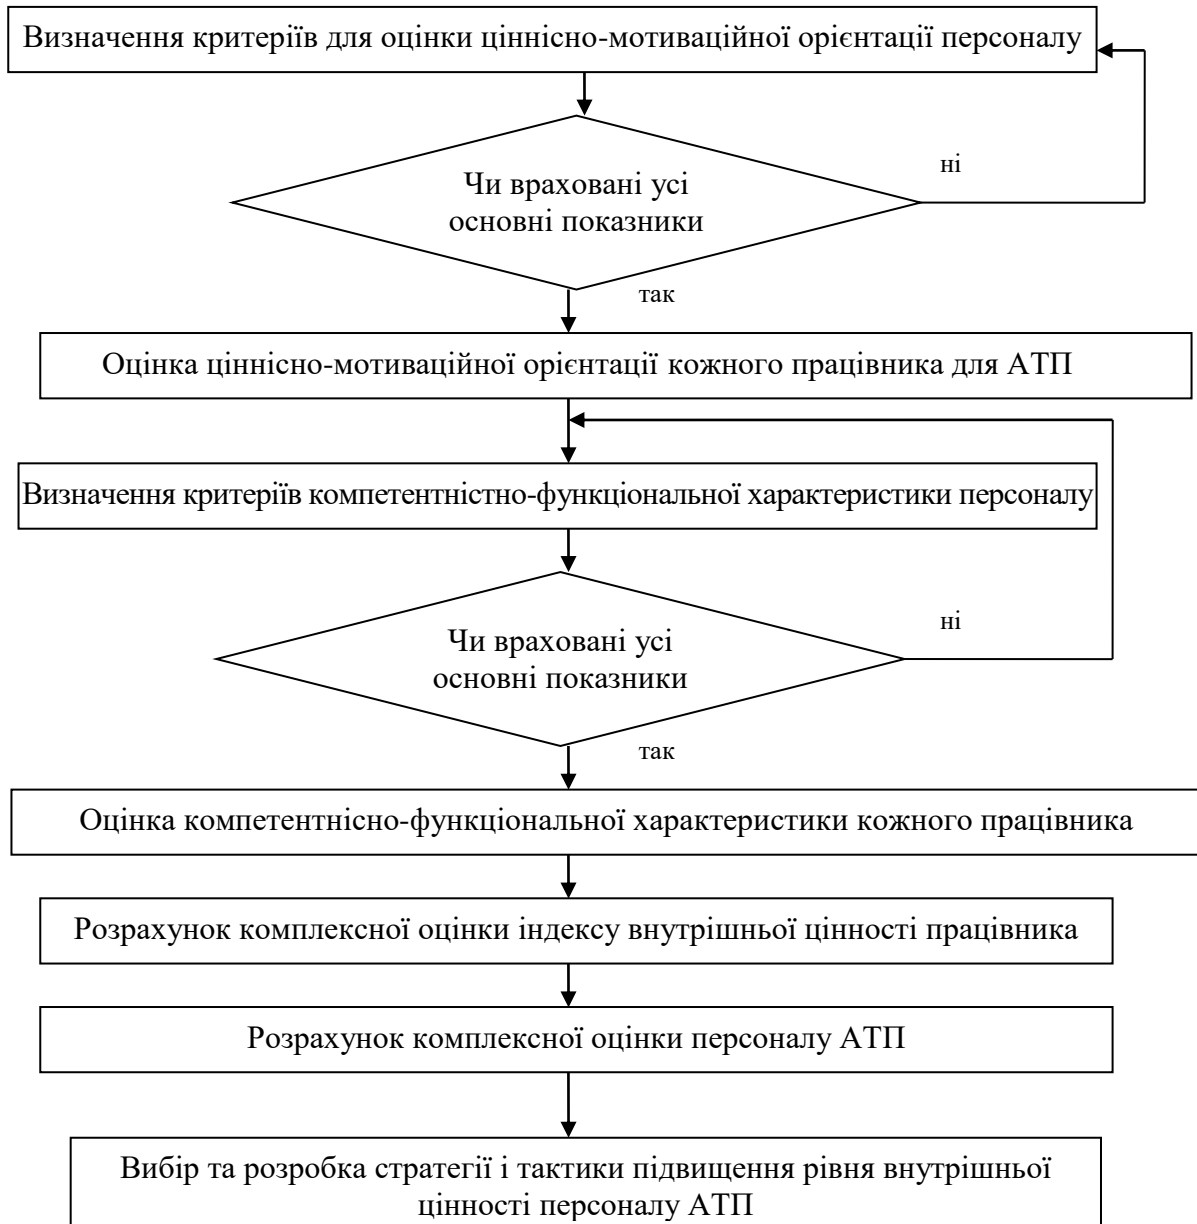 Визначення критеріїв для оцінки ціннісно-мотиваційної орієнтації персоналу
Чи враховані усі
основні показники
ні
так
Оцінка ціннісно-мотиваційної орієнтації кожного працівника для АТП
Визначення критеріїв компетентністно-функціональної характеристики персоналу
Чи враховані усі
основні показники
ні
так
Оцінка компетентнісно-функціональної характеристики кожного працівника
Розрахунок комплексної оцінки індексу внутрішньої цінності працівника
Розрахунок комплексної оцінки персоналу АТП
Вибір та розробка стратегії і тактики підвищення рівня внутрішньої
цінності персоналу АТП